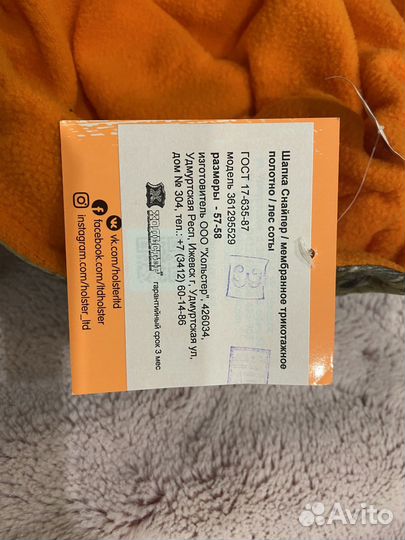 Шапка Снайпер / мембранное трикотажное
полотно / лес соты
ГОСТ 17-635-87
модель 361295529
размеры - 57-58
изготовитель ООО "Хольстер", 426034,
Удмуртская Респ, Ижевск г, Удмуртская ул,
дом № 304, тел.: +7 (3412) 60-14-86
Хольстер гарантийный срок 3 мес
vk.com/holsterltd
facebook.com/ltdholster
instagram.com/holster_ltd
Avito